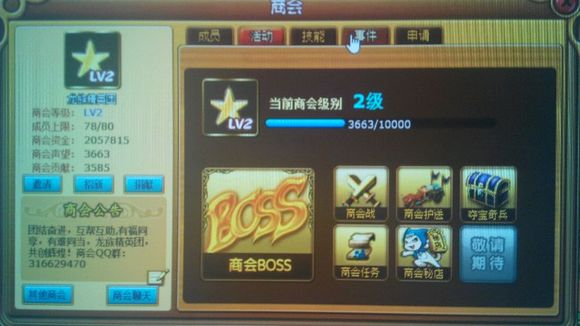 商会
成员
活动
技能
事件
申请
LV2
龙族精英团
商会等级: LV2
成员上限: 78/80
商会资金: 2057815
商会声望: 3663
商会贡献: 3585
邀请
招募
捐献
商会公告
团结奋进,互帮互助,有福同
享,有难同当,龙族精英团,
共创辉煌!商会QQ群:
316629470
其他商会
商会聊天
LV2
当前商会级别 2级
3663/10000
BOSS
商会BOSS
商会战
商会护送
夺宝奇兵
商会任务
商会秘店
敬请
期待